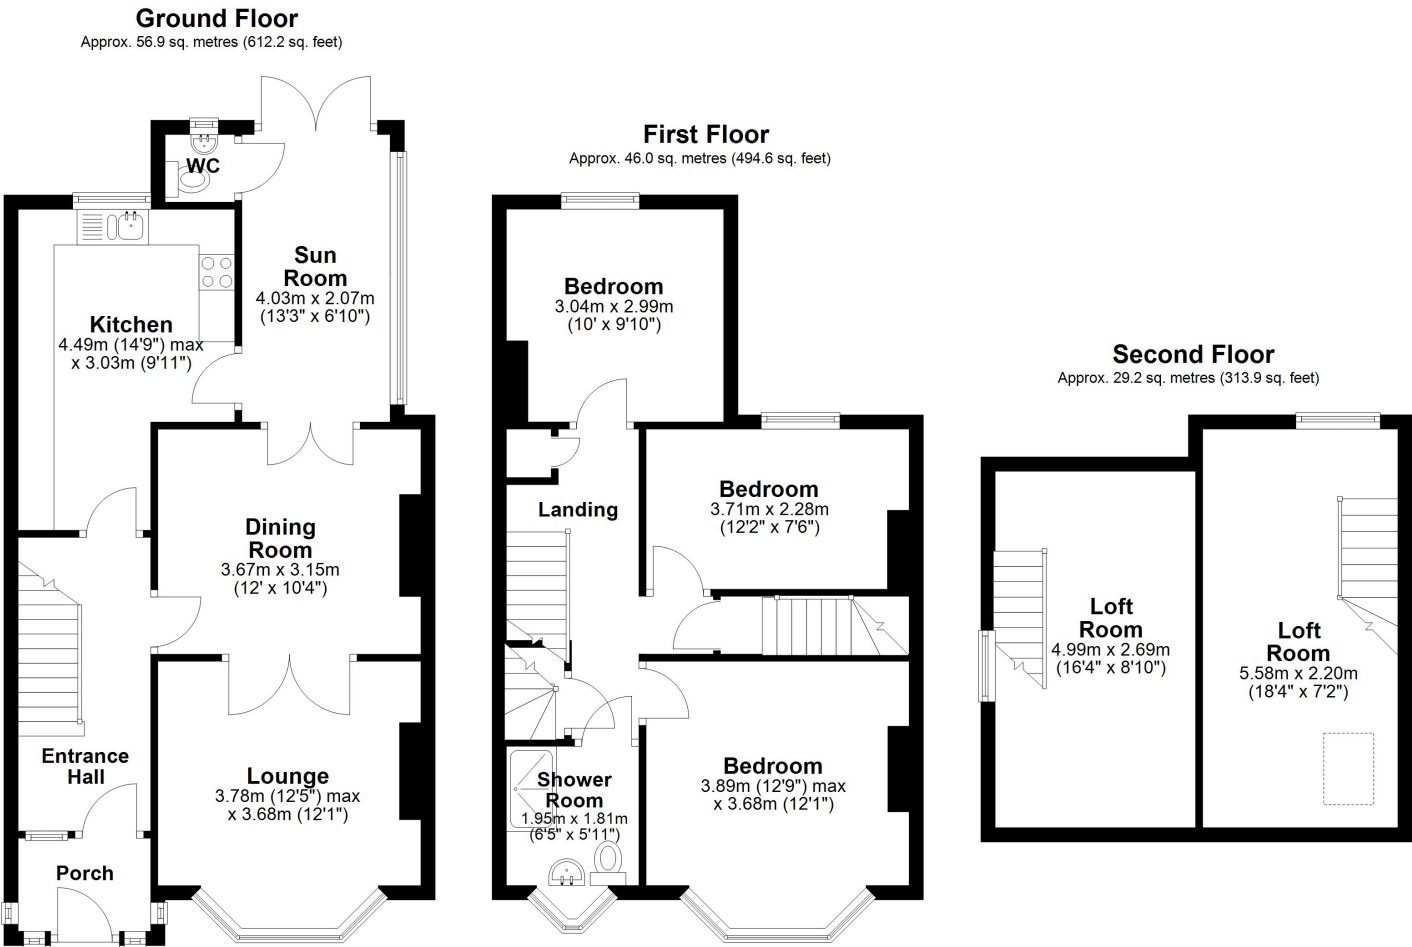 Ground Floor
Approx. 56.9 sq. metres (612.2 sq. feet)
WC
Sun
Room
4.03m x 2.07m
(13'3" x 6'10")
Kitchen
4.49m (14'9") max
x 3.03m (9'11")
Dining
Room
3.67m x 3.15m
(12' x 10'4")
Entrance
Hall
Lounge
3.78m (12'5") max
x 3.68m (12'1")
Porch
First Floor
Approx. 46.0 sq. metres (494.6 sq. feet)
Bedroom
3.04m x 2.99m
(10' x 9'10")
Landing
Bedroom
3.71m x 2.28m
(12'2" x 7'6")
Shower
Room
1.95m x 1.81m
(6'5" x 5'11")
Bedroom
3.89m (12'9") max
x 3.68m (12'1")
Second Floor
Approx. 29.2 sq. metres (313.9 sq. feet)
Loft
Room
4.99m x 2.69m
(16'4" x 8'10")
Loft
Room
5.58m x 2.20m
(18'4" x 7'2")